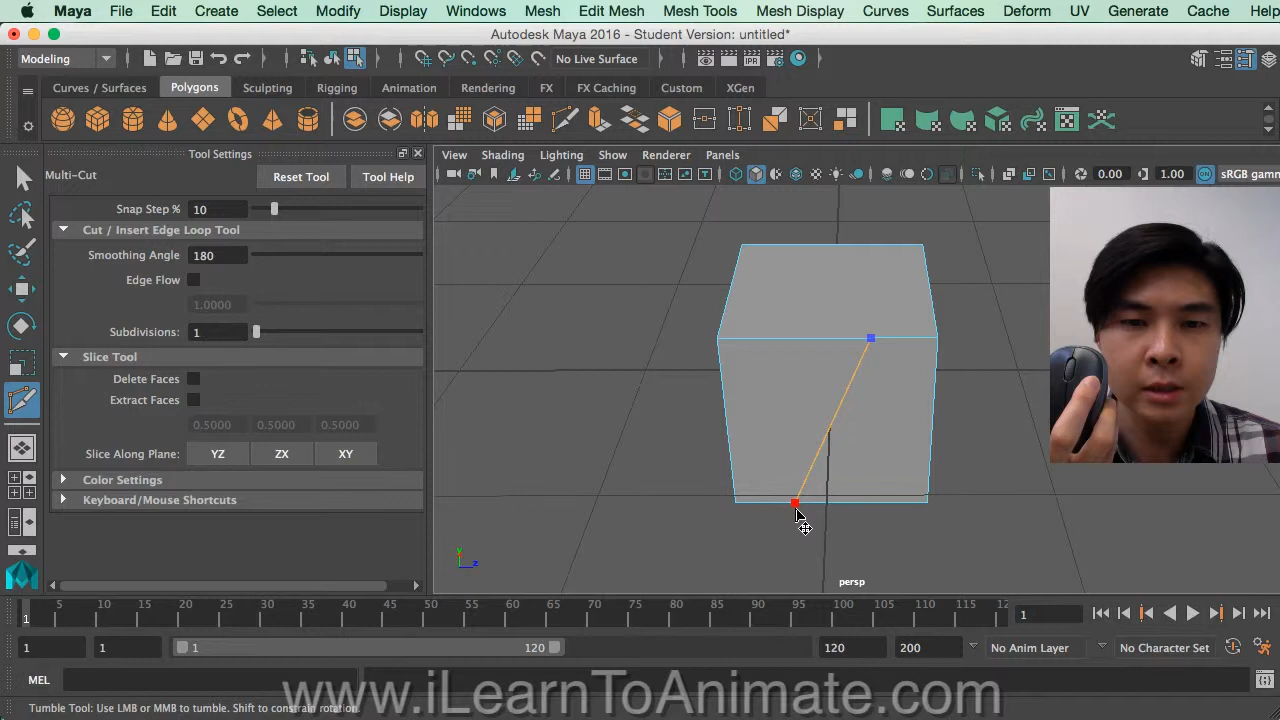 Maya File Edit Create Select Modify Display Windows Mesh Edit Mesh Mesh Tools Mesh Display Curves Surfaces Deform UV Generate Cache Help
Autodesk Maya 2016 - Student Version: untitled*
Modeling No Live Surface
Curves / Surfaces Polygons Sculpting Rigging Animation Rendering FX FX Caching Custom XGen
Tool Settings
View Shading Lighting Show Renderer Panels
Multi-Cut Reset Tool Tool Help
0.00 1.00 ON sRGB gamm
Snap Step % 10
Cut / Insert Edge Loop Tool
Smoothing Angle 180
Edge Flow
1.0000
Subdivisions: 1
Slice Tool
Delete Faces
Extract Faces
0.5000 0.5000 0.5000
Slice Along Plane: YZ ZX XY
Color Settings
Keyboard/Mouse Shortcuts
y
z
persp
5 10 15 20 25 30 35 40 45 50 55 60 65 70 75 80 85 90 95 100 105 110 115 12
1 1
1 1 1 120 120 200 No Anim Layer No Character Set
MEL
www.iLearnToAnimate.com
Tumble Tool: Use LMB or MMB to tumble. Shift to constrain rotation.